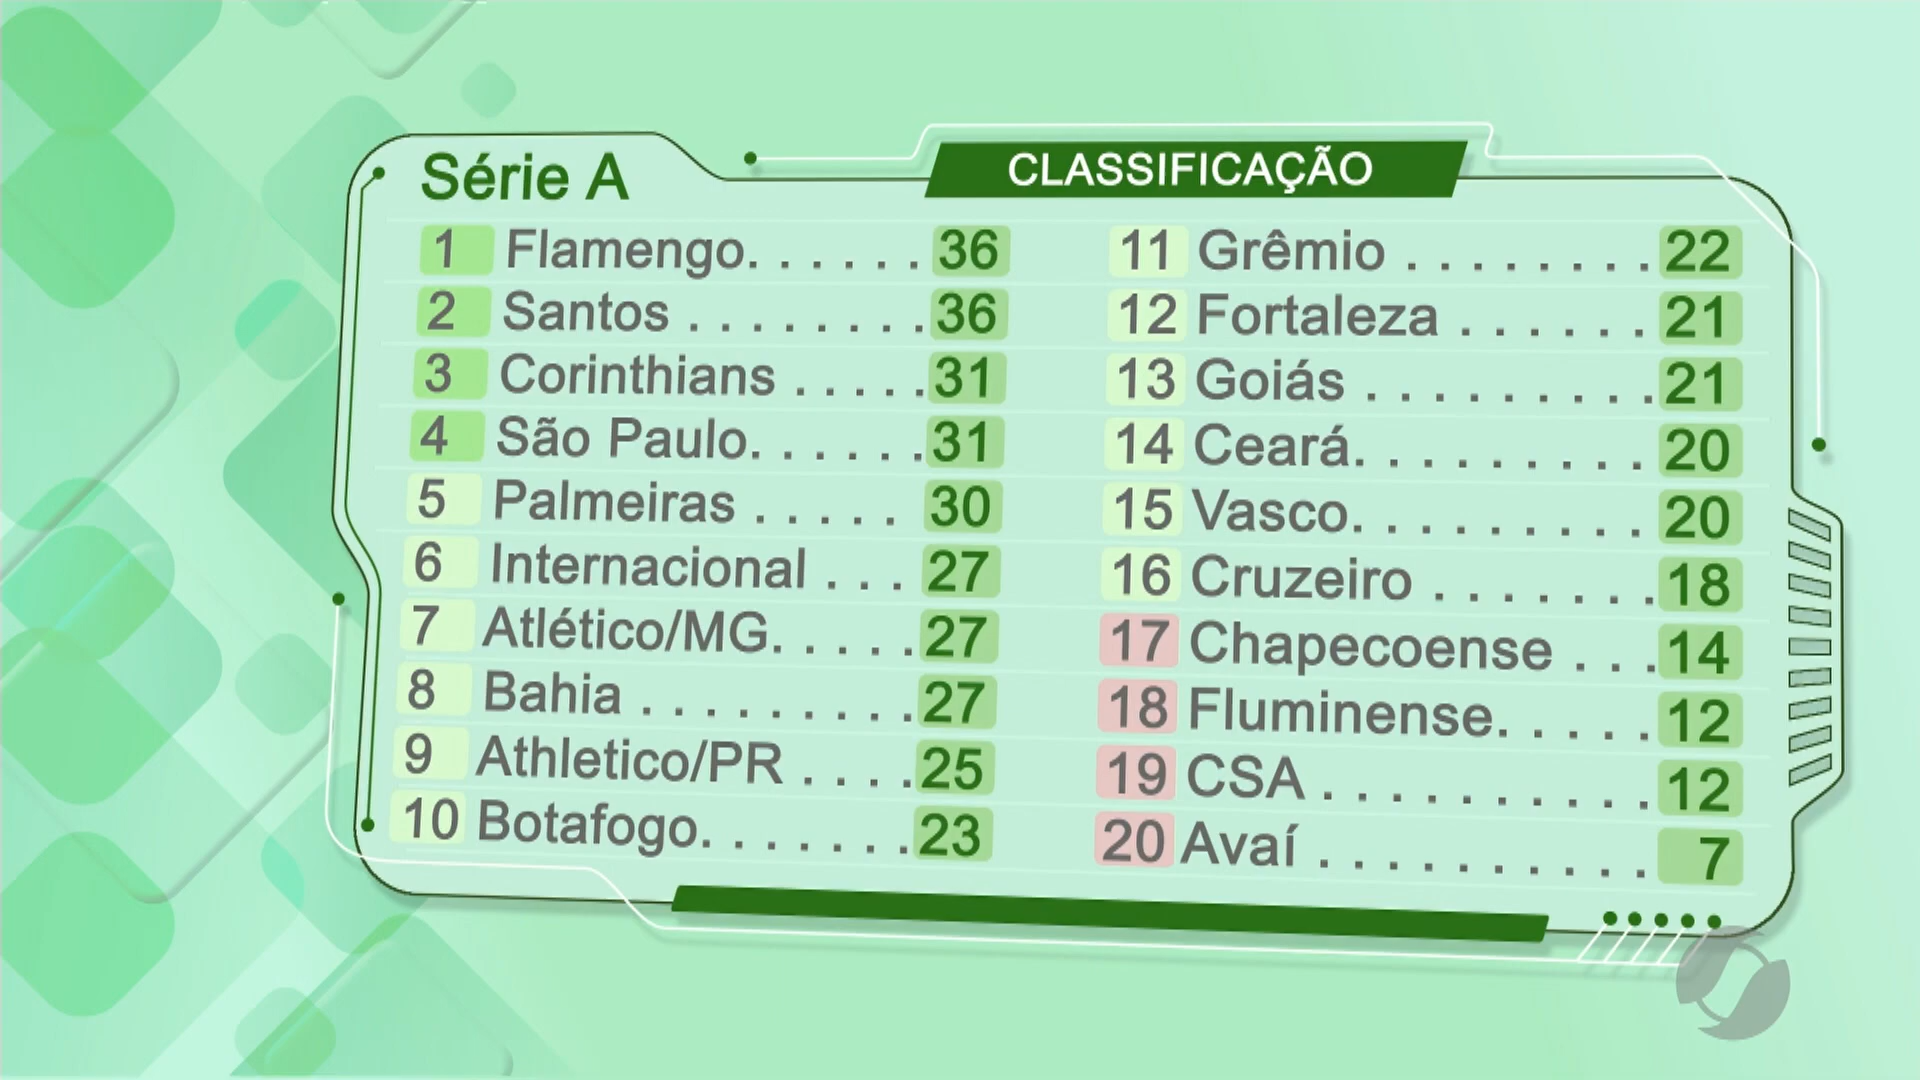 Série A
CLASSIFICAÇÃO
1 Flamengo. . . . . . 36
2 Santos . . . . . . . . 36
3 Corinthians . . . . . 31
4 São Paulo. . . . . . 31
5 Palmeiras . . . . . 30
6 Internacional . . . 27
7 Atlético/MG. . . . . 27
8 Bahia . . . . . . . . . 27
9 Athletico/PR . . . . 25
10 Botafogo. . . . . . . 23
11 Grêmio . . . . . . . . 22
12 Fortaleza . . . . . . 21
13 Goiás . . . . . . . . . 21
14 Ceará. . . . . . . . . 20
15 Vasco. . . . . . . . . 20
16 Cruzeiro . . . . . . . 18
17 Chapecoense . . . 14
18 Fluminense. . . . . 12
19 CSA . . . . . . . . . . 12
20 Avaí . . . . . . . . . . 7